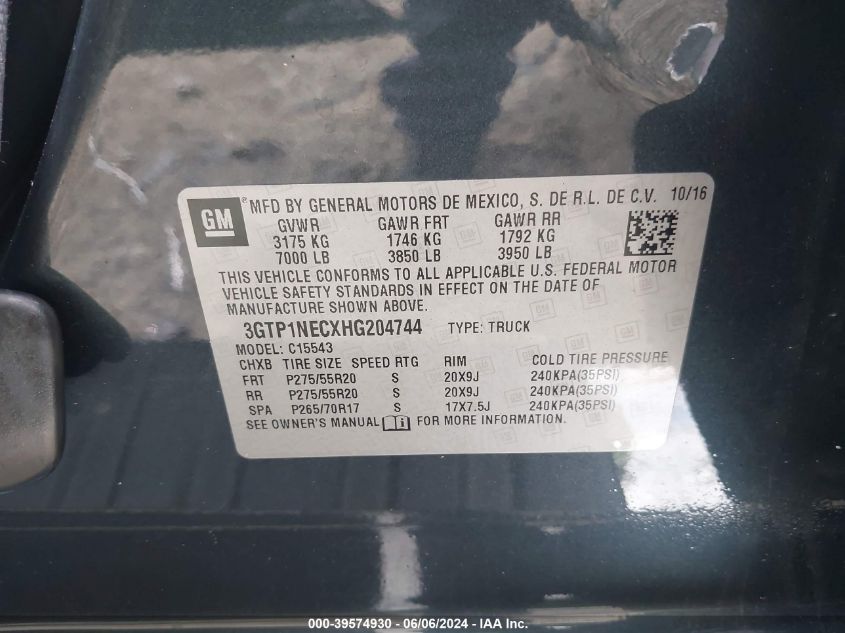 GM ® MFD BY GENERAL MOTORS DE MEXICO, S. DE R.L. DE C.V. 10/16
GVWR GAWR FRT GAWR RR
3175 KG 1746 KG 1792 KG
7000 LB 3850 LB 3950 LB
THIS VEHICLE CONFORMS TO ALL APPLICABLE U.S. FEDERAL MOTOR
VEHICLE SAFETY STANDARDS IN EFFECT ON THE DATE OF
MANUFACTURE SHOWN ABOVE.
3GTP1NECXHG204744 TYPE: TRUCK
MODEL: C15543
CHXB TIRE SIZE SPEED RTG RIM COLD TIRE PRESSURE
FRT P275/55R20 S 20X9J 240KPA(35PSI)
RR P275/55R20 S 20X9J 240KPA(35PSI)
SPA P265/70R17 S 17X7.5J 240KPA(35PSI)
SEE OWNER'S MANUAL FOR MORE INFORMATION.
000-39574930 - 06/06/2024 - IAA Inc.